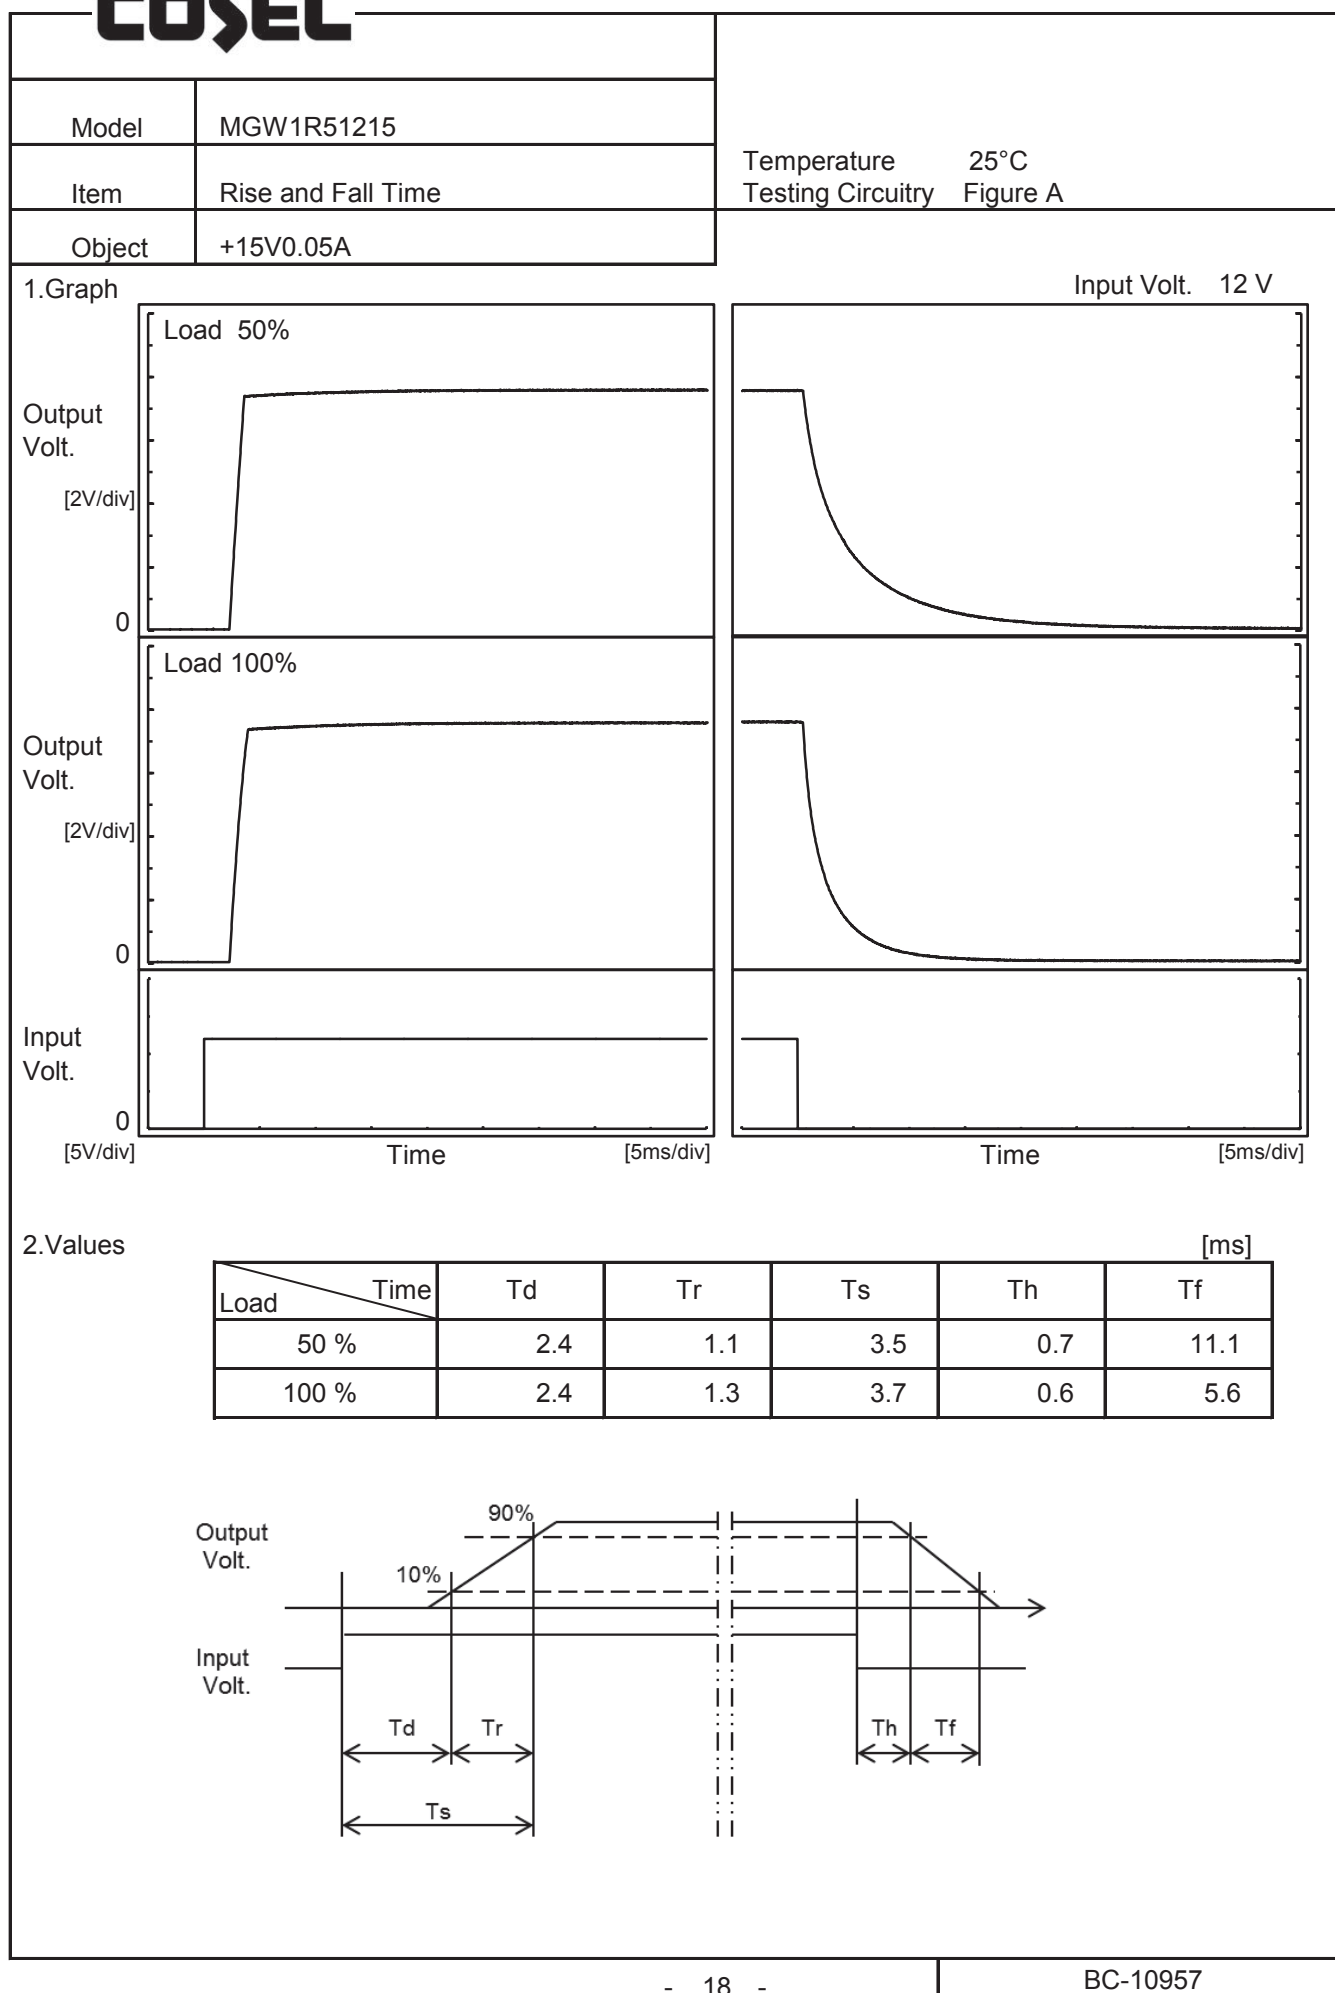 COSEL
Model MGW1R51215
Temperature 25°C
Item Rise and Fall Time
Testing Circuitry Figure A
Object +15V0.05A
1.Graph
Input Volt. 12 V
Load 50%
Output
Volt.
[2V/div]
0
Load 100%
Output
Volt.
[2V/div]
0
Input
Volt.
0
[5V/div] Time [5ms/div] Time [5ms/div]
2.Values [ms]
Time
Load Td Tr Ts Th Tf
50 % 2.4 1.1 3.5 0.7 11.1
100 % 2.4 1.3 3.7 0.6 5.6
90%
Output
Volt.
10%
Input
Volt.
Td Tr Th Tf
Ts
- 18 -
BC-10957